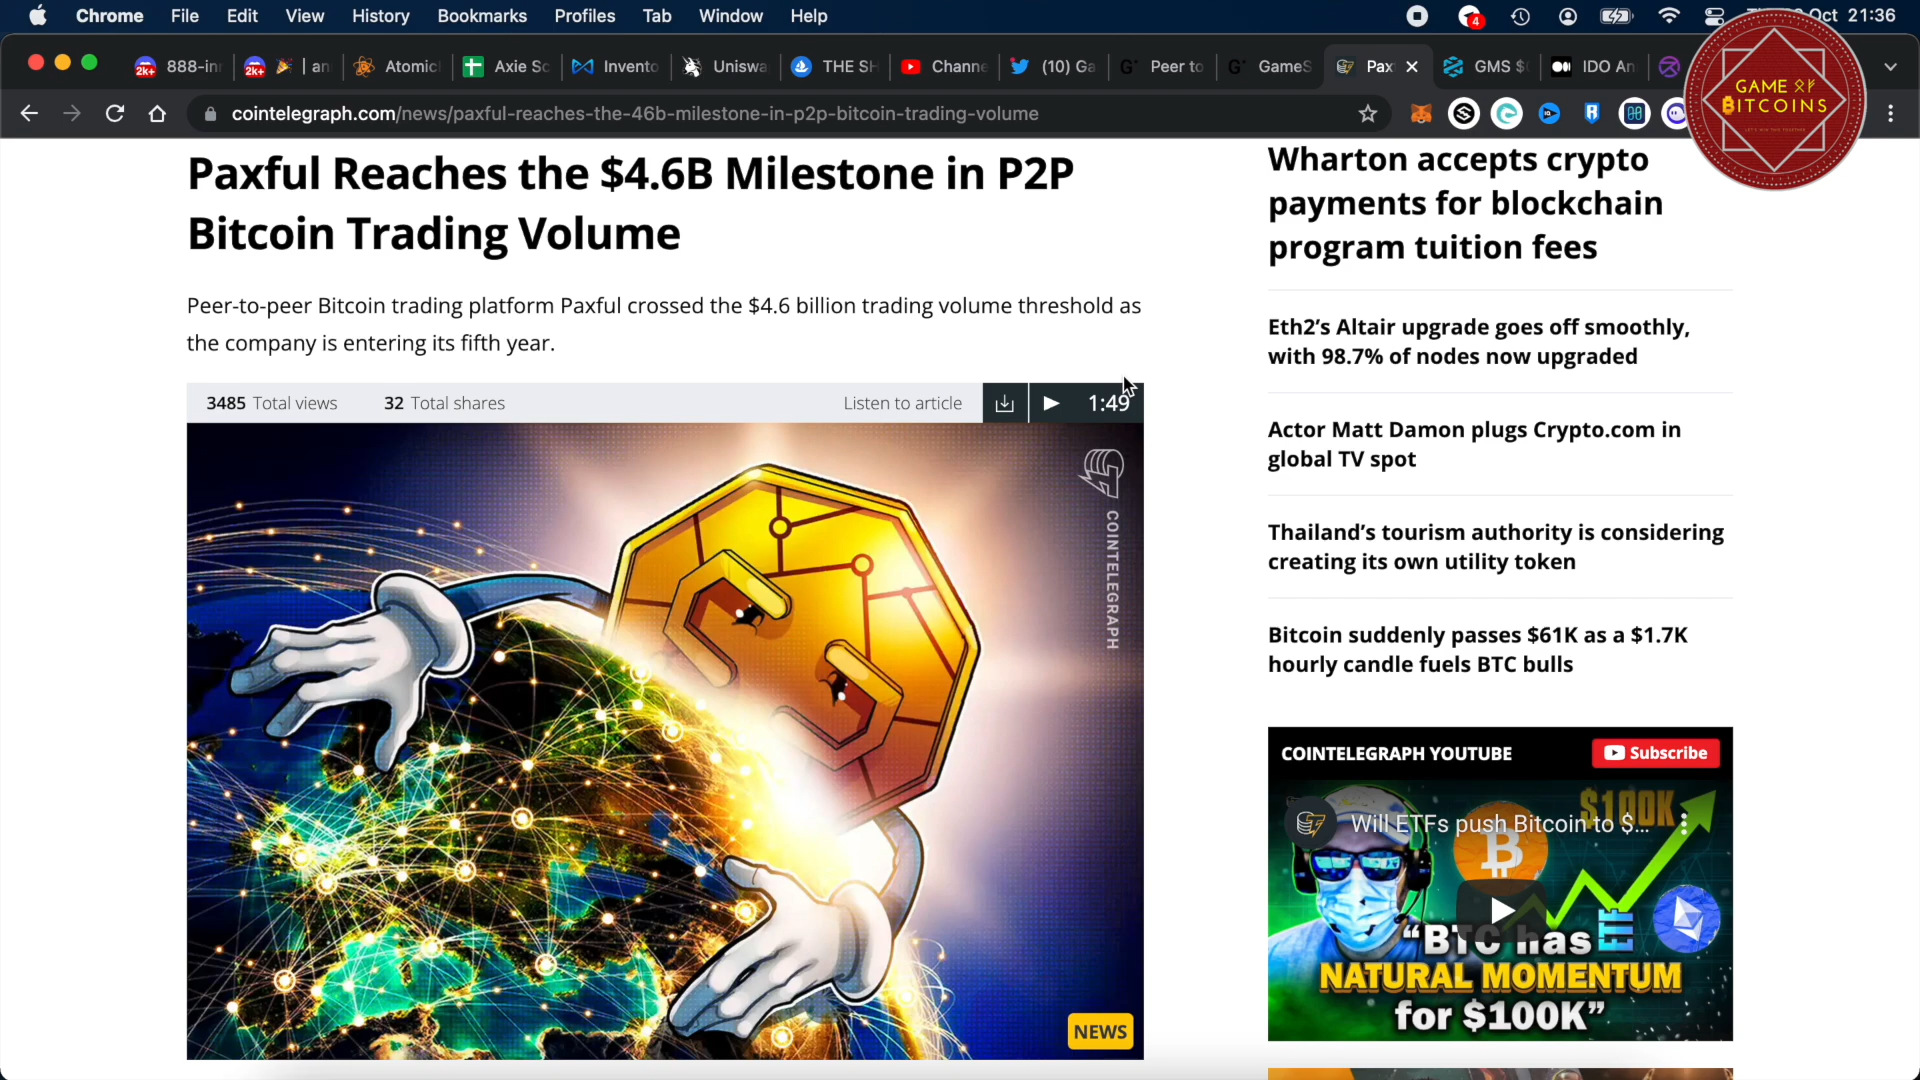 Chrome File Edit View History Bookmarks Profiles Tab Window Help
4
Oct 21:36
2k+ 888-in
2k+ | an
Atomic
Axie Sc
Invento
Uniswa
THE SH
Channe
(10) Ga
Peer to
GameS
Pax
GMS $
IDO An
cointelegraph.com/news/paxful-reaches-the-46b-milestone-in-p2p-bitcoin-trading-volume
GAME OF
BITCOINS
Paxful Reaches the $4.6B Milestone in P2P
Bitcoin Trading Volume
Peer-to-peer Bitcoin trading platform Paxful crossed the $4.6 billion trading volume threshold as
the company is entering its fifth year.
3485 Total views 32 Total shares Listen to article 1:49
COINTELEGRAPH
NEWS
Wharton accepts crypto
payments for blockchain
program tuition fees
Eth2's Altair upgrade goes off smoothly,
with 98.7% of nodes now upgraded
Actor Matt Damon plugs Crypto.com in
global TV spot
Thailand's tourism authority is considering
creating its own utility token
Bitcoin suddenly passes $61K as a $1.7K
hourly candle fuels BTC bulls
COINTELEGRAPH YOUTUBE Subscribe
$100K
Will ETFs push Bitcoin to $...
ETF
"BTC has
NATURAL MOMENTUM
for $100K"